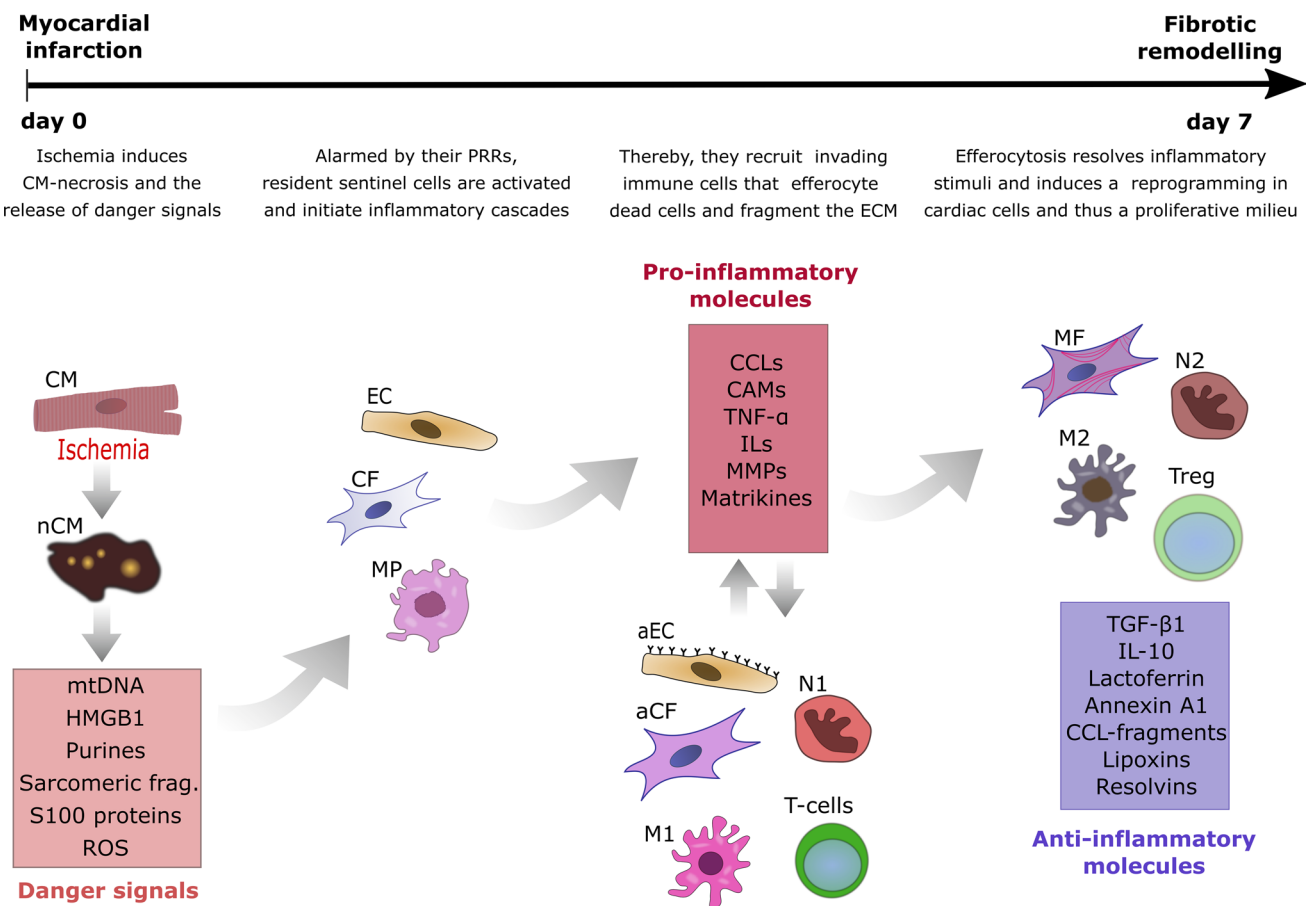 Myocardial
infarction
Fibrotic
remodelling
day 0
day 7
Ischemia induces
CM-necrosis and the
release of danger signals
Alarmed by their PRRs,
resident sentinel cells are activated
and initiate inflammatory cascades
Thereby, they recruit invading
immune cells that efferocyte
dead cells and fragment the ECM
Efferocytosis resolves inflammatory
stimuli and induces a reprogramming in
cardiac cells and thus a proliferative milieu
CM
Ischemia
nCM
mtDNA
HMGB1
Purines
Sarcomeric frag.
S100 proteins
ROS
Danger signals
EC
CF
MP
Pro-inflammatory
molecules
CCLs
CAMs
TNF-α
ILs
MMPs
Matrikines
aEC
N1
aCF
T-cells
M1
MF
N2
M2
Treg
TGF-β1
IL-10
Lactoferrin
Annexin A1
CCL-fragments
Lipoxins
Resolvins
Anti-inflammatory
molecules